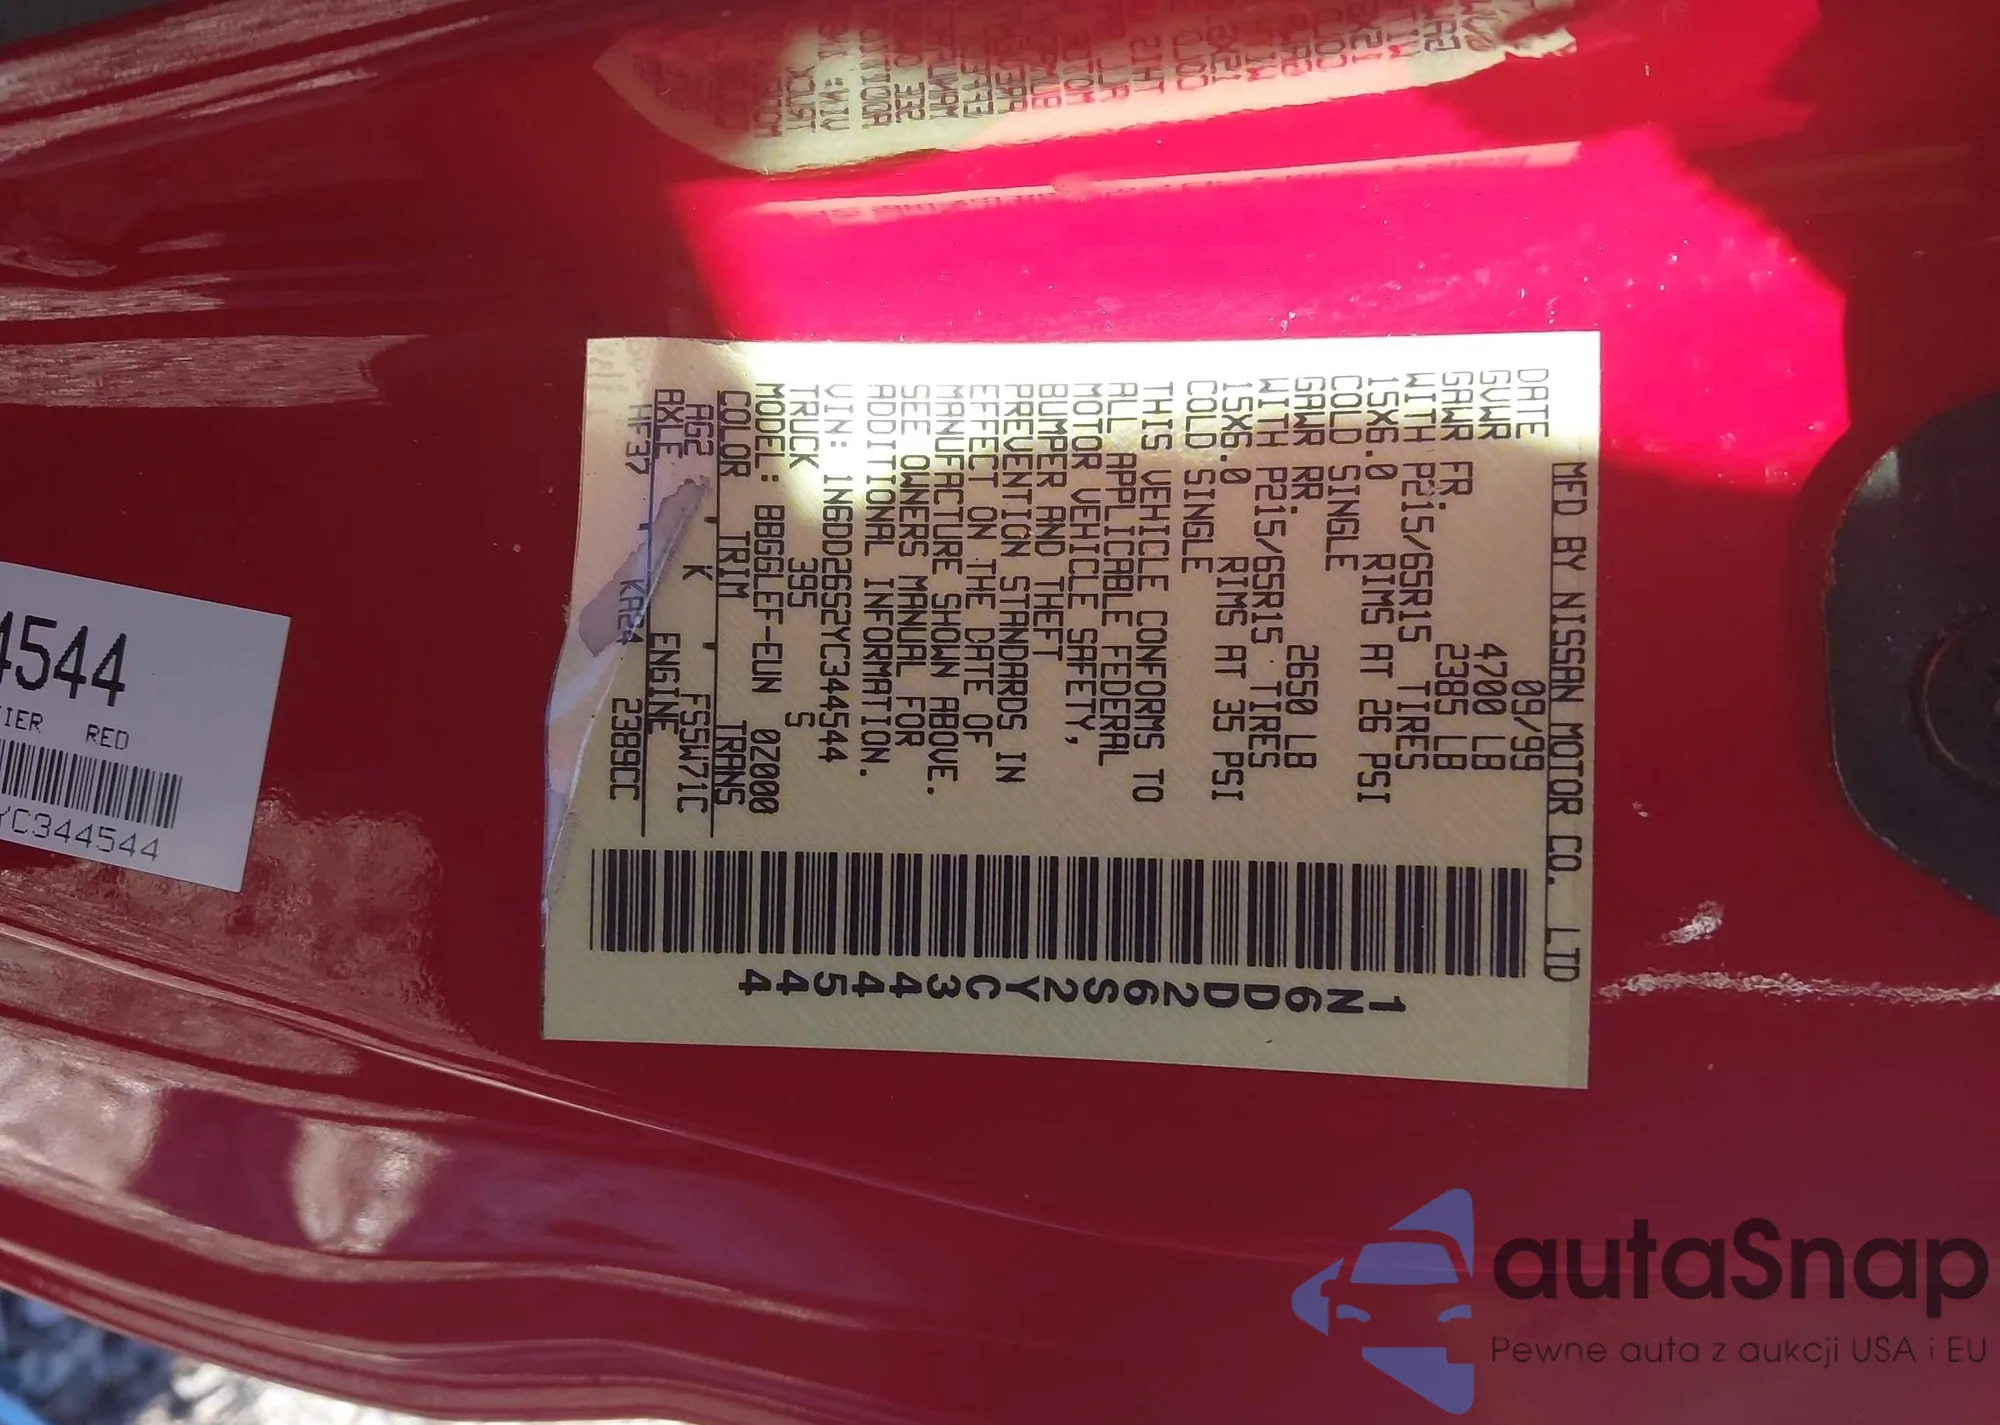 MFD BY NISSAN MOTOR CO. LTD
DATE 09/99
GVWR 4700 LB
GAWR FR. 2385 LB
WITH P215/65R15 TIRES
15X6.0 RIMS AT 26 PSI
COLD SINGLE
GAWR RR. 2650 LB
WITH P215/65R15 TIRES
15X6.0 RIMS AT 35 PSI
COLD SINGLE
THIS VEHICLE CONFORMS TO
ALL APPLICABLE FEDERAL
MOTOR VEHICLE SAFETY,
BUMPER AND THEFT
PREVENTION STANDARDS IN
EFFECT ON THE DATE OF
MANUFACTURE SHOWN ABOVE.
SEE OWNERS MANUAL FOR
ADDITIONAL INFORMATION.
VIN: 1N6DD26S2YC344544
TRUCK 395 S
MODEL: BBGGLEF-EUN 0Z000
COLOR TRIM TRANS
AG2 K FS5W71C
AXLE ENGINE
HF37 KA24 2389CC
1N6DD26S2YC344544
4544
TIER RED
YC344544
autaSnap
Pewne auta z aukcji USA i EU